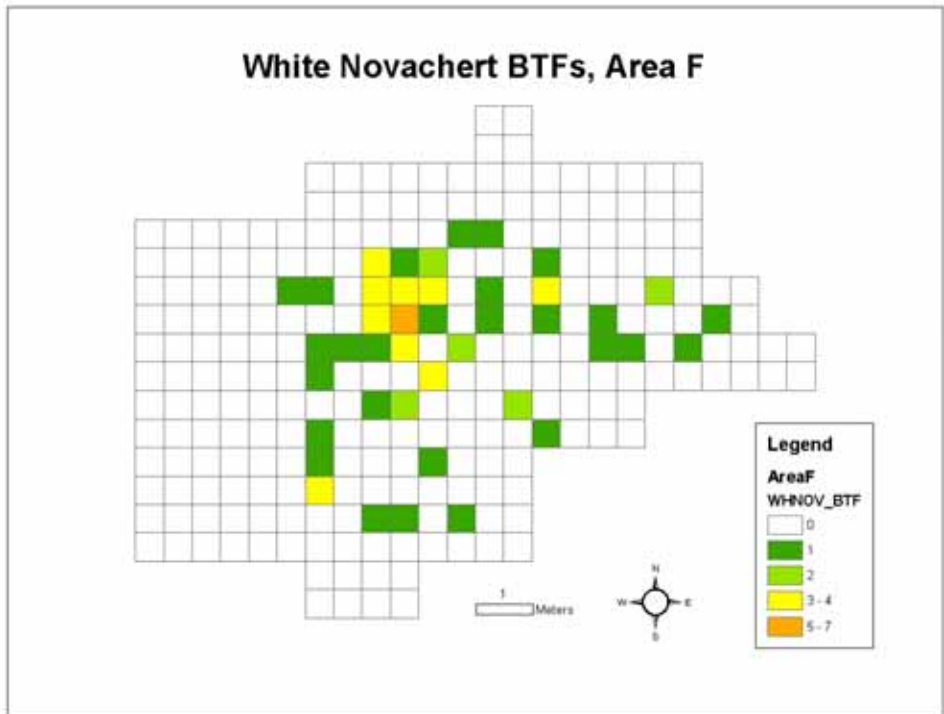 White Novachert BTFs, Area F
Legend
AreaF
WHNOV_BTF
0
1
2
3 - 4
5 - 7
1
Meters
N
W
E
S